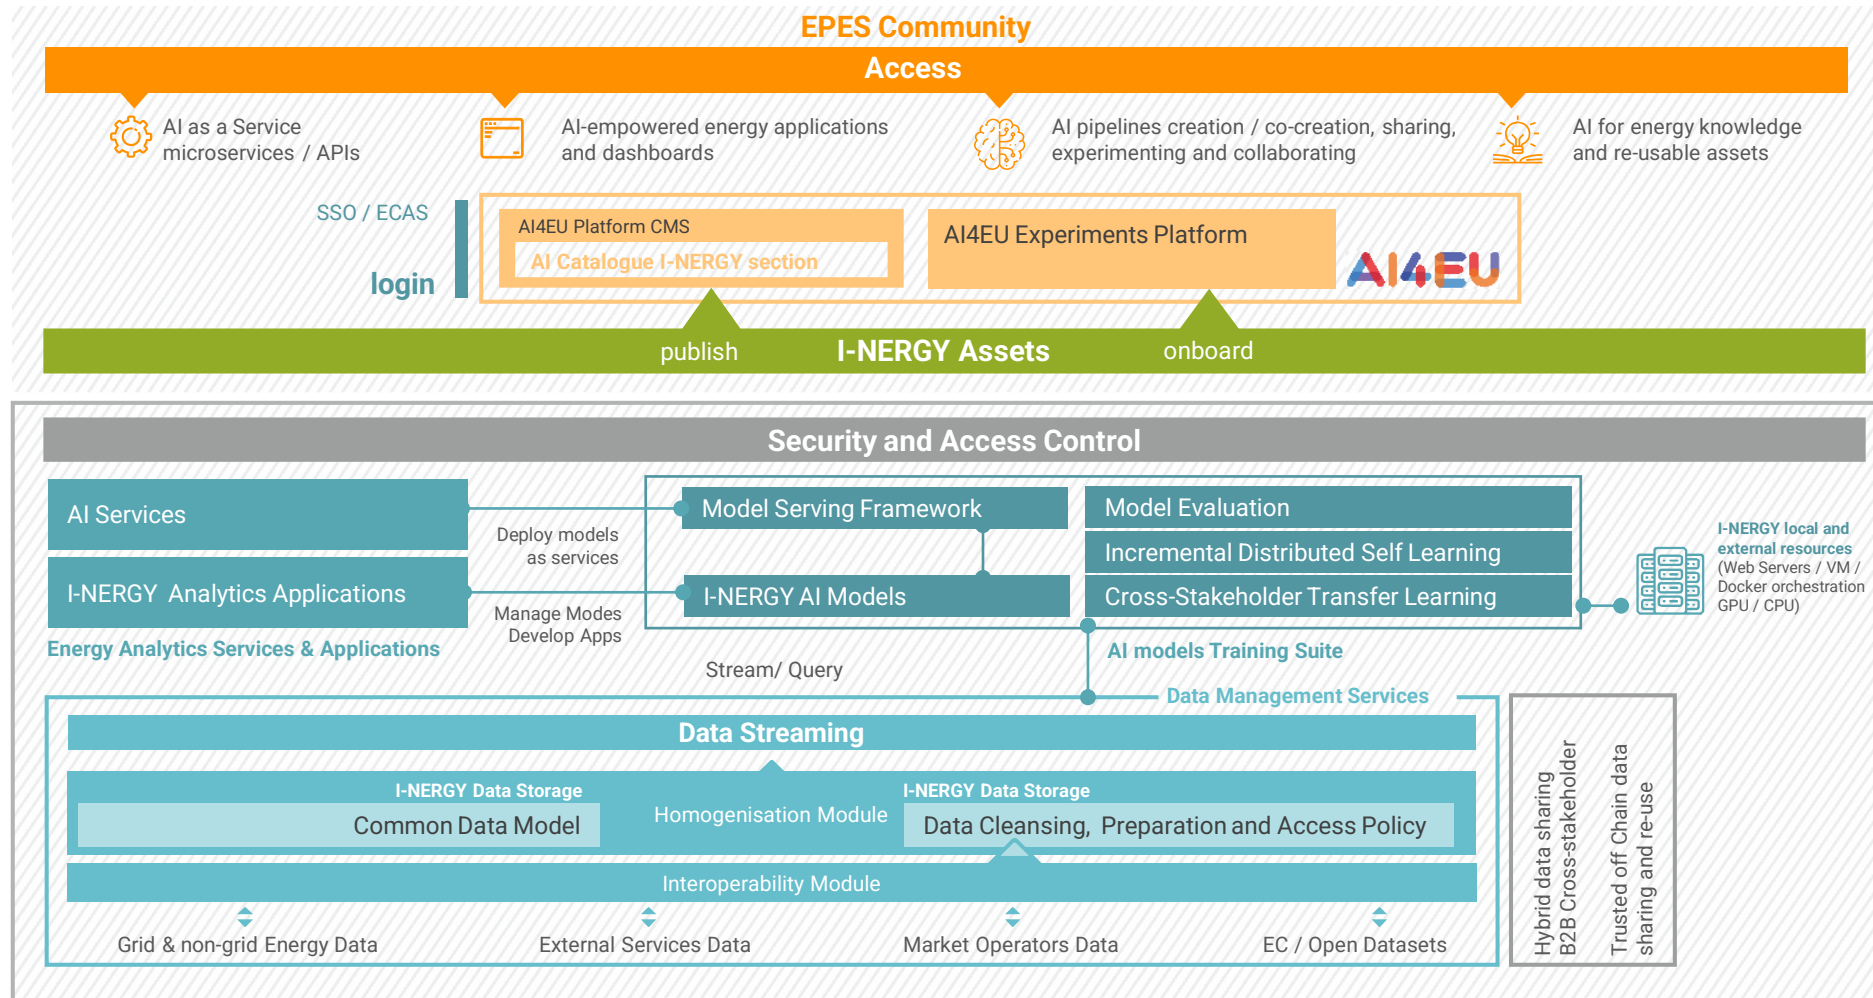 EPES Community
Access
AI as a Service
microservices / APIs
AI-empowered energy applications
and dashboards
AI pipelines creation / co-creation, sharing,
experimenting and collaborating
AI for energy knowledge
and re-usable assets
SSO / ECAS
login
AI4EU Platform CMS
AI Catalogue I-NERGY section
AI4EU Experiments Platform
AI4EU
publish
I-NERGY Assets
onboard
Security and Access Control
AI Services
I-NERGY Analytics Applications
Energy Analytics Services & Applications
Deploy models
as services
Manage Modes
Develop Apps
Model Serving Framework
I-NERGY AI Models
Model Evaluation
Incremental Distributed Self Learning
Cross-Stakeholder Transfer Learning
AI models Training Suite
I-NERGY local and
external resources
(Web Servers / VM /
Docker orchestration
GPU / CPU)
Stream/ Query
Data Management Services
Data Streaming
I-NERGY Data Storage
Common Data Model
Homogenisation Module
I-NERGY Data Storage
Data Cleansing, Preparation and Access Policy
Interoperability Module
Grid & non-grid Energy Data
External Services Data
Market Operators Data
EC / Open Datasets
Hybrid data sharing
B2B Cross-stakeholder
Trusted off Chain data
sharing and re-use